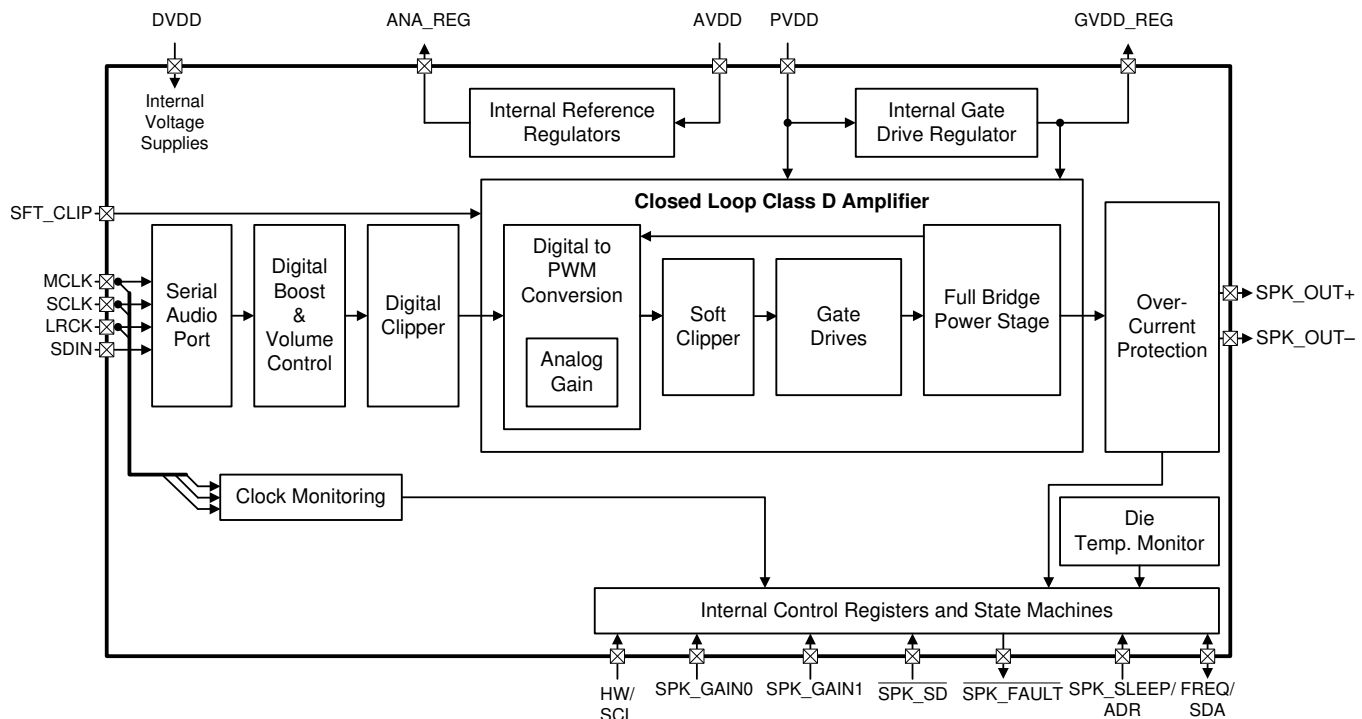 DVDD
ANA_REG
AVDD
PVDD
GVDD_REG
Internal
Voltage
Supplies
Internal Reference
Regulators
Internal Gate
Drive Regulator
SFT_CLIP
Closed Loop Class D Amplifier
MCLK
SCLK
LRCK
SDIN
Serial
Audio
Port
Digital
Boost
&
Volume
Control
Digital
Clipper
Digital to
PWM
Conversion
Analog
Gain
Soft
Clipper
Gate
Drives
Full Bridge
Power Stage
Over-
Current
Protection
SPK_OUT+
SPK_OUT–
Clock Monitoring
Die
Temp. Monitor
Internal Control Registers and State Machines
HW/
SCL
SPK_GAIN0
SPK_GAIN1
SPK_SD
SPK_FAULT
SPK_SLEEP/
ADR
FREQ/
SDA